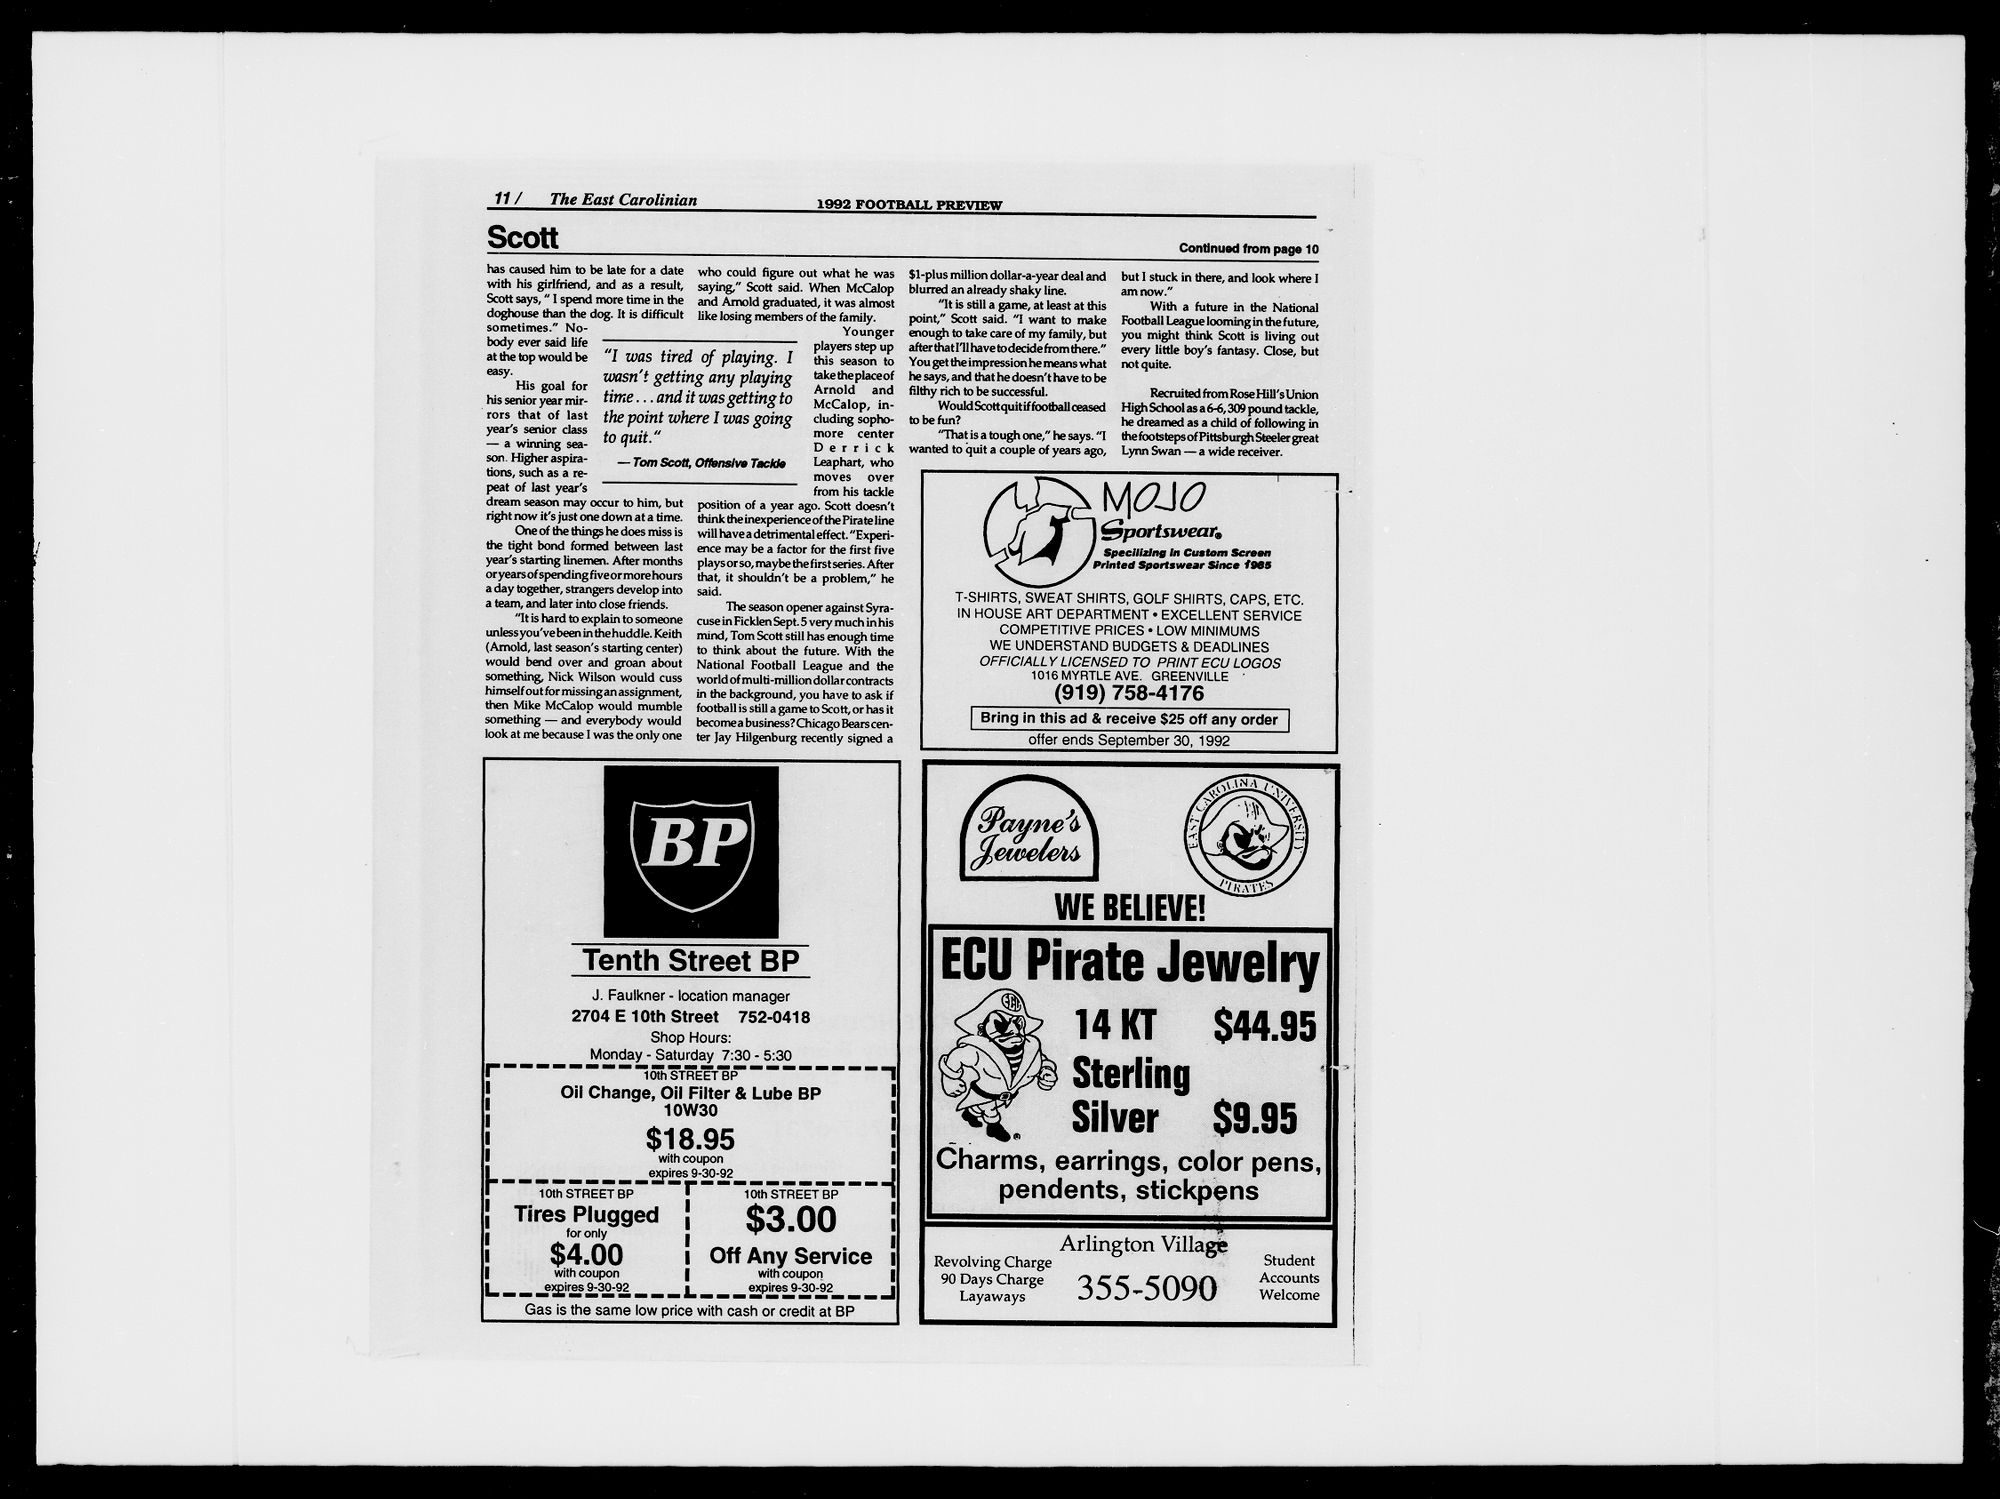 11 / The East Carolinian
1992 FOOTBALL PREVIEW
Scott
Continued from page 10
has caused him to be late for a date
with his girlfriend, and as a result,
Scott says, " I spend more time in the
doghouse than the dog. It is difficult
sometimes." No-
body ever said life
at the top would be
easy.
His goal for
his senior year mir-
rors that of last
year's senior class
— a winning sea-
son. Higher aspira-
tions, such as a re-
peat of last year's
dream season may occur to him, but
right now it's just one down at a time.
One of the things he does miss is
the tight bond formed between last
year's starting linemen. After months
or years of spending five or more hours
a day together, strangers develop into
a team, and later into close friends.
"It is hard to explain to someone
unless you've been in the huddle. Keith
(Arnold, last season's starting center)
would bend over and groan about
something, Nick Wilson would cuss
himself out for missing an assignment,
then Mike McCalop would mumble
something — and everybody would
look at me because I was the only one
"I was tired of playing. I
wasn't getting any playing
time . . . and it was getting to
the point where I was going
to quit."
— Tom Scott, Offensive Tackle
who could figure out what he was
saying," Scott said. When McCalop
and Arnold graduated, it was almost
like losing members of the family.
Younger
players step up
this season to
take the place of
Arnold and
McCalop, in-
cluding sopho-
more center
Derrick
Leaphart, who
moves over
from his tackle
position of a year ago. Scott doesn't
think the inexperience of the Pirate line
will have a detrimental effect. "Experi-
ence may be a factor for the first five
plays or so, maybe the first series. After
that, it shouldn't be a problem," he
said.
The season opener against Syra-
cuse in Ficklen Sept. 5 very much in his
mind, Tom Scott still has enough time
to think about the future. With the
National Football League and the
world of multi-million dollar contracts
in the background, you have to ask if
football is still a game to Scott, or has it
become a business? Chicago Bears cen-
ter Jay Hilgenburg recently signed a
$1-plus million dollar-a-year deal and
blurred an already shaky line.
"It is still a game, at least at this
point," Scott said. "I want to make
enough to take care of my family, but
after that I'll have to decide from there."
You get the impression he means what
he says, and that he doesn't have to be
filthy rich to be successful.
Would Scott quit if football ceased
to be fun?
"That is a tough one," he says. "I
wanted to quit a couple of years ago,
but I stuck in there, and look where I
am now."
With a future in the National
Football League looming in the future,
you might think Scott is living out
every little boy's fantasy. Close, but
not quite.
Recruited from Rose Hill's Union
High School as a 6-6, 309 pound tackle,
he dreamed as a child of following in
the footsteps of Pittsburgh Steeler great
Lynn Swan — a wide receiver.
MOJO
Sportswear.
Specilizing in Custom Screen
Printed Sportswear Since 1985
T-SHIRTS, SWEAT SHIRTS, GOLF SHIRTS, CAPS, ETC.
IN HOUSE ART DEPARTMENT • EXCELLENT SERVICE
COMPETITIVE PRICES • LOW MINIMUMS
WE UNDERSTAND BUDGETS & DEADLINES
OFFICIALLY LICENSED TO PRINT ECU LOGOS
1016 MYRTLE AVE. GREENVILLE
(919) 758-4176
Bring in this ad & receive $25 off any order
offer ends September 30, 1992
BP
Tenth Street BP
J. Faulkner - location manager
2704 E 10th Street 752-0418
Shop Hours:
Monday - Saturday 7:30 - 5:30
10th STREET BP
Oil Change, Oil Filter & Lube BP
10W30
$18.95
with coupon
expires 9-30-92
10th STREET BP
Tires Plugged
for only
$4.00
with coupon
expires 9-30-92
10th STREET BP
$3.00
Off Any Service
with coupon
expires 9-30-92
Gas is the same low price with cash or credit at BP
Payne's
Jewelers
EAST CAROLINA UNIVERSITY
PIRATES
WE BELIEVE!
ECU Pirate Jewelry
14 KT $44.95
Sterling
Silver $9.95
Charms, earrings, color pens,
pendents, stickpens
Arlington Village
Revolving Charge
90 Days Charge
Layaways
355-5090
Student
Accounts
Welcome